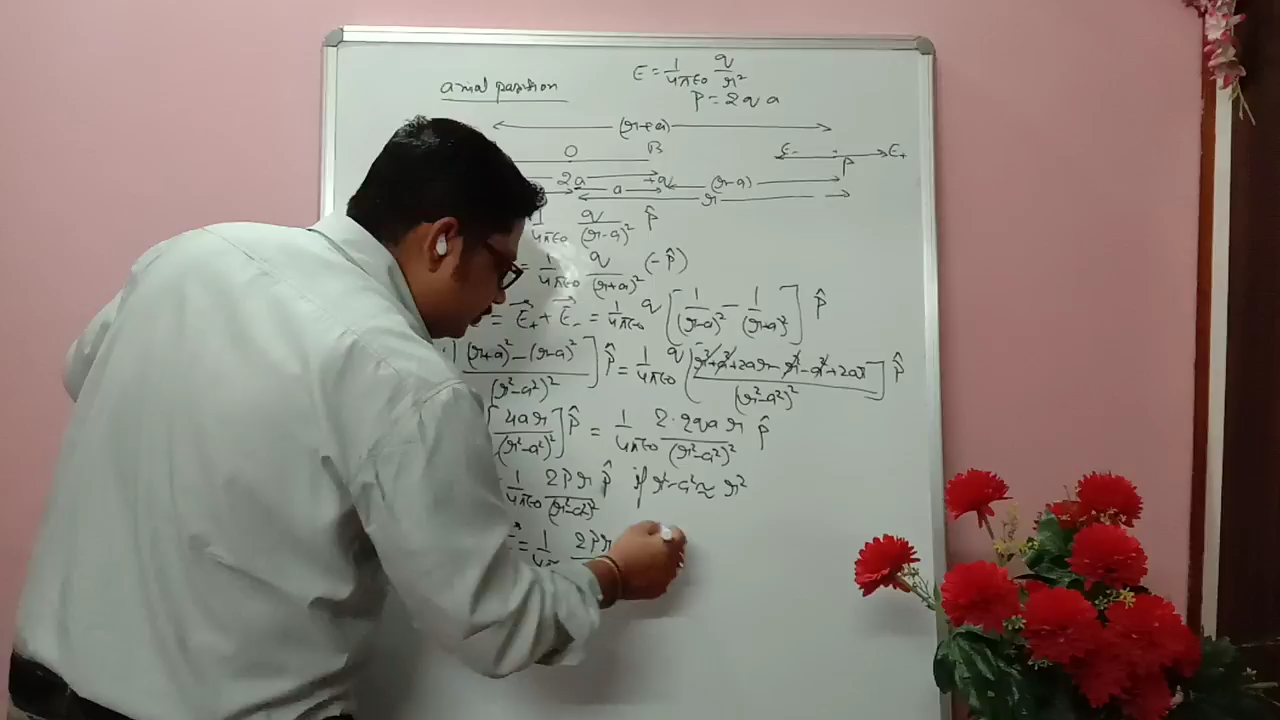 axial position
E = 1/4πε₀ q/r²
P = 2qa
(r+a)
O B E₋ E₊
2a a +q (r-a) P
r
1/4πε₀ q/(r-a)² P̂
= 1/4πε₀ q/(r+a)² (-P̂)
= E⃗₊ + E⃗₋ = 1/4πε₀ q [1/(r-a)² - 1/(r+a)²] P̂
[(r+a)² - (r-a)²/(r²-a²)²] P̂ = 1/4πε₀ q [r²+a²+2ar-r²-a²+2ar/(r²-a²)²] P̂
[4ar/(r²-a²)²] P̂ = 1/4πε₀ 2·2qa r/(r²-a²)² P̂
= 1/4πε₀ 2Pr/(r²-a²)² P̂ if r²-a² ≈ r²
= 1/4π 2Pr